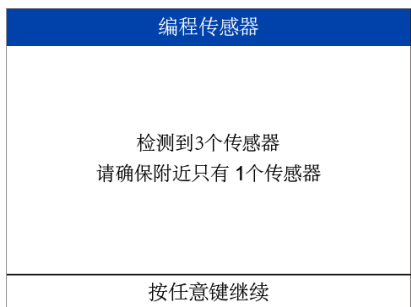 编程传感器
检测到3个传感器
请确保附近只有 1个传感器
按任意键继续